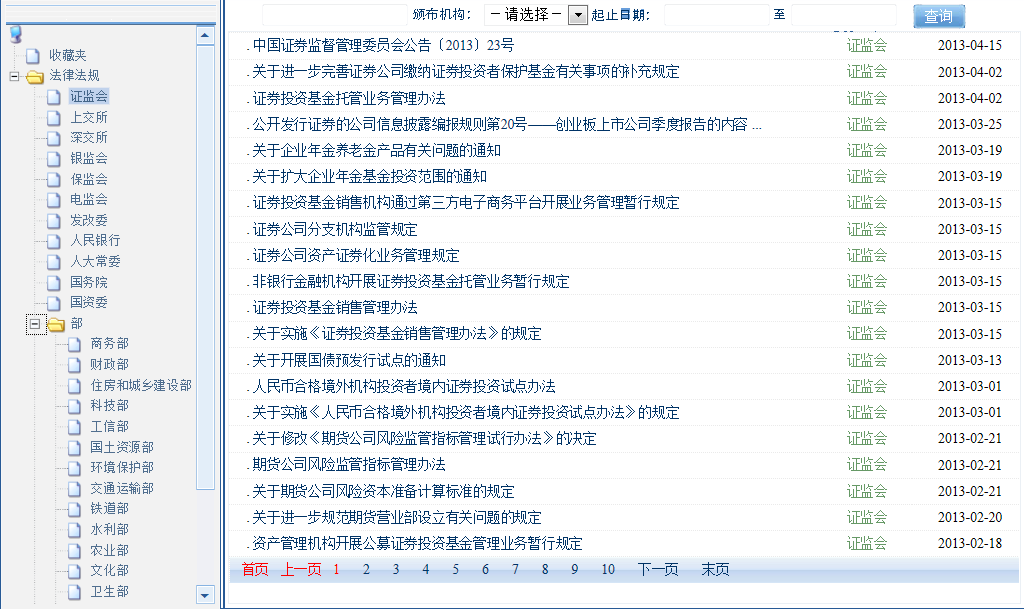 颁布机构： －请选择－ 起止日期： 至 查询
收藏夹
法律法规
证监会
上交所
深交所
银监会
保监会
电监会
发改委
人民银行
人大常委
国务院
国资委
部
商务部
财政部
住房和城乡建设部
科技部
工信部
国土资源部
环境保护部
交通运输部
铁道部
水利部
农业部
文化部
卫生部
. 中国证券监督管理委员会公告〔2013〕23号 证监会 2013-04-15
. 关于进一步完善证券公司缴纳证券投资者保护基金有关事项的补充规定 证监会 2013-04-02
. 证券投资基金托管业务管理办法 证监会 2013-04-02
. 公开发行证券的公司信息披露编报规则第20号——创业板上市公司季度报告的内容 ... 证监会 2013-03-25
. 关于企业年金养老金产品有关问题的通知 证监会 2013-03-19
. 关于扩大企业年金基金投资范围的通知 证监会 2013-03-19
. 证券投资基金销售机构通过第三方电子商务平台开展业务管理暂行规定 证监会 2013-03-15
. 证券公司分支机构监管规定 证监会 2013-03-15
. 证券公司资产证券化业务管理规定 证监会 2013-03-15
. 非银行金融机构开展证券投资基金托管业务暂行规定 证监会 2013-03-15
. 证券投资基金销售管理办法 证监会 2013-03-15
. 关于实施《证券投资基金销售管理办法》的规定 证监会 2013-03-15
. 关于开展国债预发行试点的通知 证监会 2013-03-13
. 人民币合格境外机构投资者境内证券投资试点办法 证监会 2013-03-01
. 关于实施《人民币合格境外机构投资者境内证券投资试点办法》的规定 证监会 2013-03-01
. 关于修改《期货公司风险监管指标管理试行办法》的决定 证监会 2013-02-21
. 期货公司风险监管指标管理办法 证监会 2013-02-21
. 关于期货公司风险资本准备计算标准的规定 证监会 2013-02-21
. 关于进一步规范期货营业部设立有关问题的规定 证监会 2013-02-20
. 资产管理机构开展公募证券投资基金管理业务暂行规定 证监会 2013-02-18
首页 上一页 1 2 3 4 5 6 7 8 9 10 下一页 末页